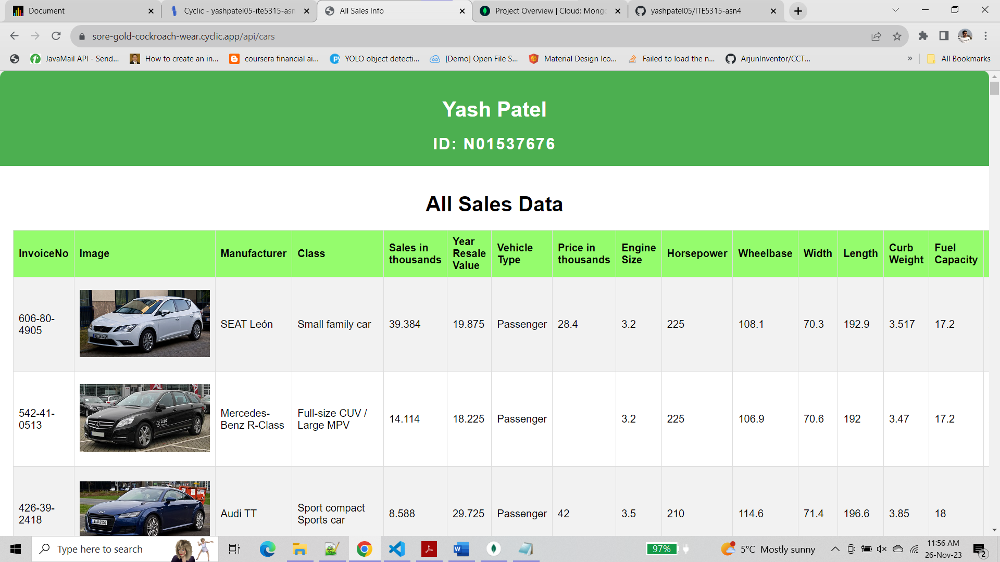 Document
Cyclic - yashpatel05-ite5315-asn
All Sales Info
Project Overview | Cloud: Mong
yashpatel05/ITE5315-asn4
sore-gold-cockroach-wear.cyclic.app/api/cars
JavaMail API - Send...
How to create an in...
coursera financial ai...
YOLO object detecti...
[Demo] Open File S...
Material Design Ico...
Failed to load the n...
ArjunInventor/CCT...
»
All Bookmarks
Yash Patel
ID: N01537676
All Sales Data
InvoiceNo Image Manufacturer Class Sales in thousands Year Resale Value Vehicle Type Price in thousands Engine Size Horsepower Wheelbase Width Length Curb Weight Fuel Capacity
606-80-4905 SEAT León Small family car 39.384 19.875 Passenger 28.4 3.2 225 108.1 70.3 192.9 3.517 17.2
542-41-0513 Mercedes-Benz R-Class Full-size CUV / Large MPV 14.114 18.225 Passenger 3.2 225 106.9 70.6 192 3.47 17.2
426-39-2418 Audi TT Sport compact Sports car 8.588 29.725 Passenger 42 3.5 210 114.6 71.4 196.6 3.85 18
Type here to search
97%
5°C Mostly sunny
11:56 AM
26-Nov-23
2